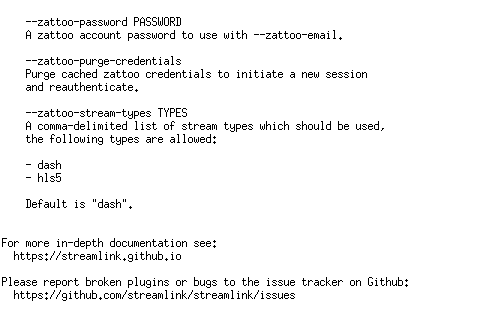 --zattoo-password PASSWORD
A zattoo account password to use with --zattoo-email.
--zattoo-purge-credentials
Purge cached zattoo credentials to initiate a new session
and reauthenticate.
--zattoo-stream-types TYPES
A comma-delimited list of stream types which should be used,
the following types are allowed:
- dash
- hls5
Default is "dash".
For more in-depth documentation see:
https://streamlink.github.io
Please report broken plugins or bugs to the issue tracker on Github:
https://github.com/streamlink/streamlink/issues